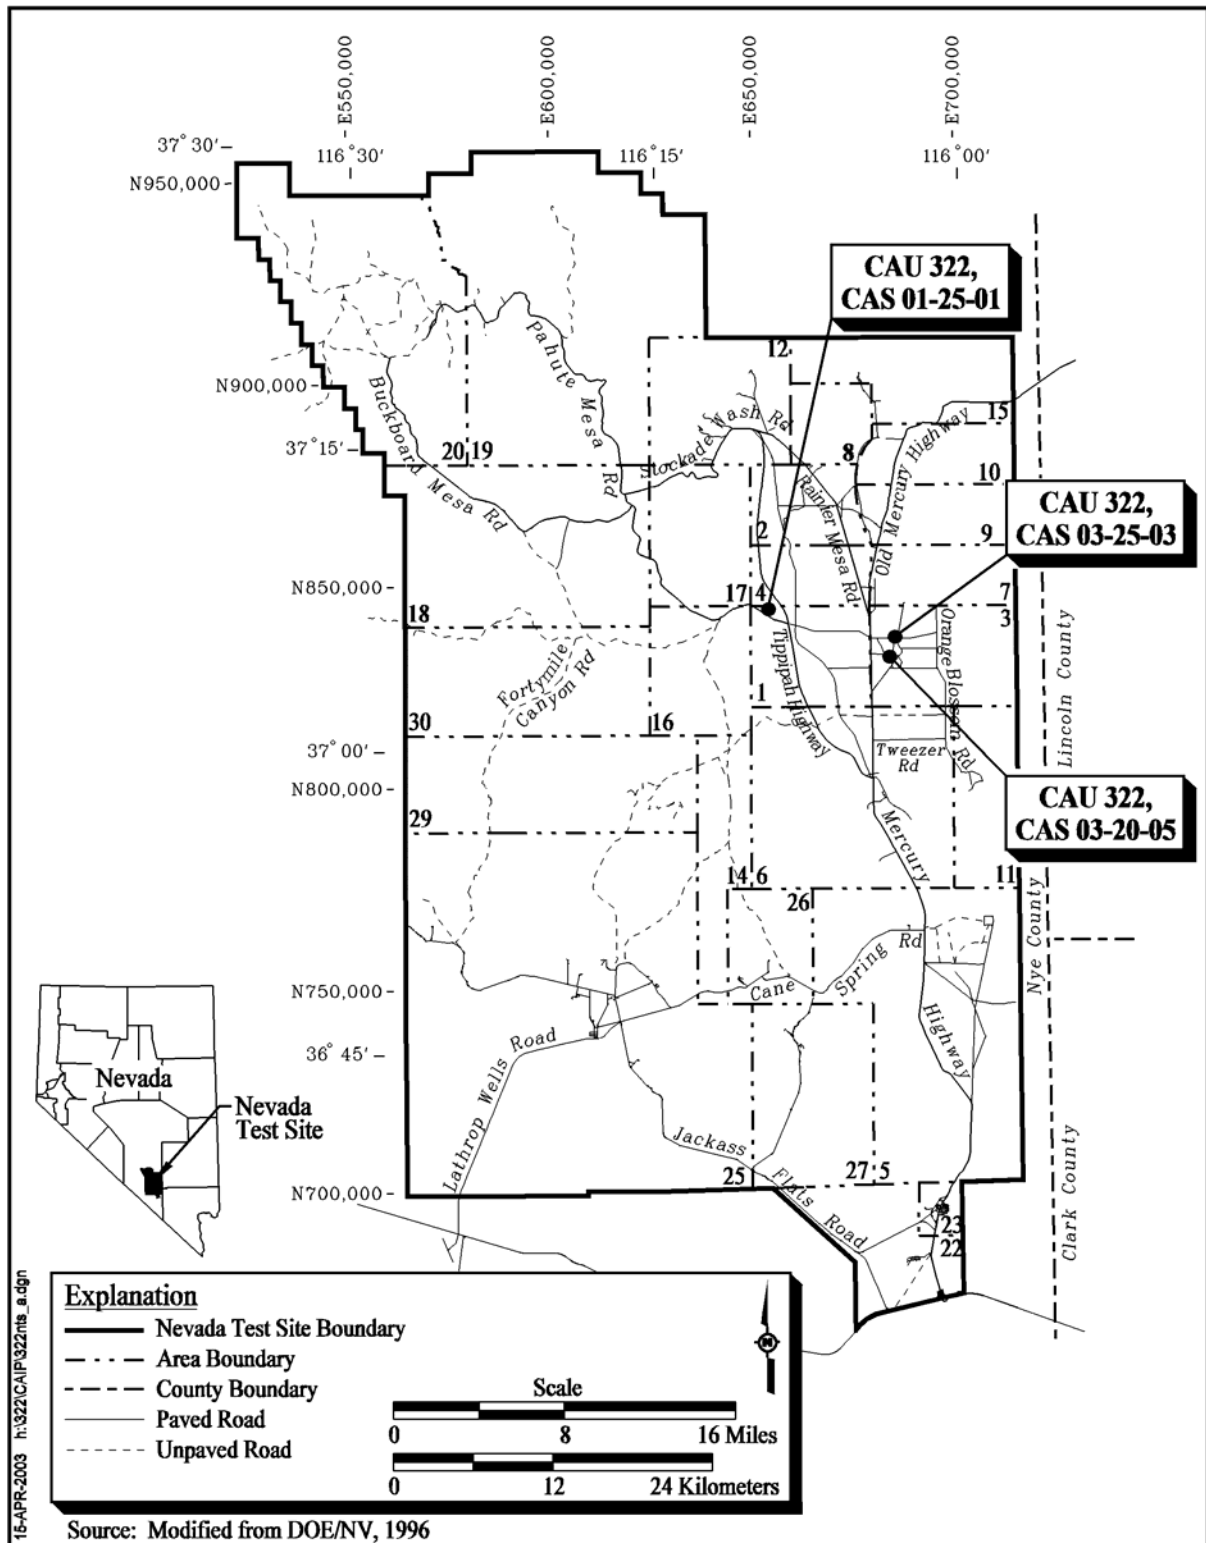 E550,000
E600,000
E650,000
E700,000
37° 30'
116° 30'
116° 15'
116° 00'
N950,000
CAU 322,
CAS 01-25-01
12
Pahute Mesa Rd
N900,000
Buckboard Mesa Rd
15
Stockade Wash Rd
Old Mercury Highway
37° 15'
20
19
8
10
Rainier Mesa Rd
CAU 322,
CAS 03-25-03
2
9
N850,000
17
4
7
18
3
Orange Blossom Rd
Tippipah Highway
Lincoln County
Fortymile
Canyon Rd
1
30
16
37° 00'
Tweezer
Rd
N800,000
CAU 322,
CAS 03-20-05
29
Mercury
Highway
14
6
11
26
Nye County
Cane Spring Rd
N750,000
36° 45'
Lathrop Wells Road
Nevada
Nevada
Test Site
Jackass Flats Road
Clark County
25
27
5
N700,000
23
22
Explanation
Nevada Test Site Boundary
Area Boundary
County Boundary
Paved Road
Unpaved Road
N
Scale
0
8
16 Miles
0
12
24 Kilometers
15-APR-2003 h:\322\CAIP\322nts_a.dgn
Source: Modified from DOE/NV, 1996